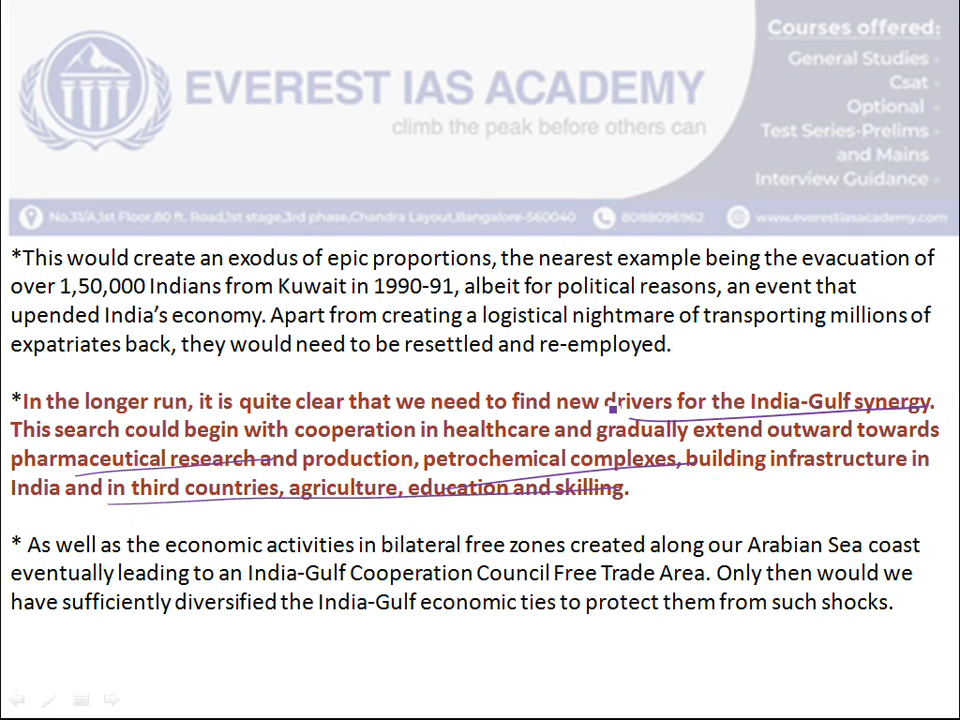 EVEREST IAS ACADEMY
climb the peak before others can
Courses offered:
General Studies
Csat
Optional
Test Series-Prelims
and Mains
Interview Guidance
No.31/A,1st Floor,80 ft. Road,1st stage,3rd phase,Chandra Layout,Bangalore-560040 8088096962 www.everestiasacademy.com
*This would create an exodus of epic proportions, the nearest example being the evacuation of
over 1,50,000 Indians from Kuwait in 1990-91, albeit for political reasons, an event that
upended India’s economy. Apart from creating a logistical nightmare of transporting millions of
expatriates back, they would need to be resettled and re-employed.
*In the longer run, it is quite clear that we need to find new drivers for the India-Gulf synergy.
This search could begin with cooperation in healthcare and gradually extend outward towards
pharmaceutical research and production, petrochemical complexes, building infrastructure in
India and in third countries, agriculture, education and skilling.
* As well as the economic activities in bilateral free zones created along our Arabian Sea coast
eventually leading to an India-Gulf Cooperation Council Free Trade Area. Only then would we
have sufficiently diversified the India-Gulf economic ties to protect them from such shocks.